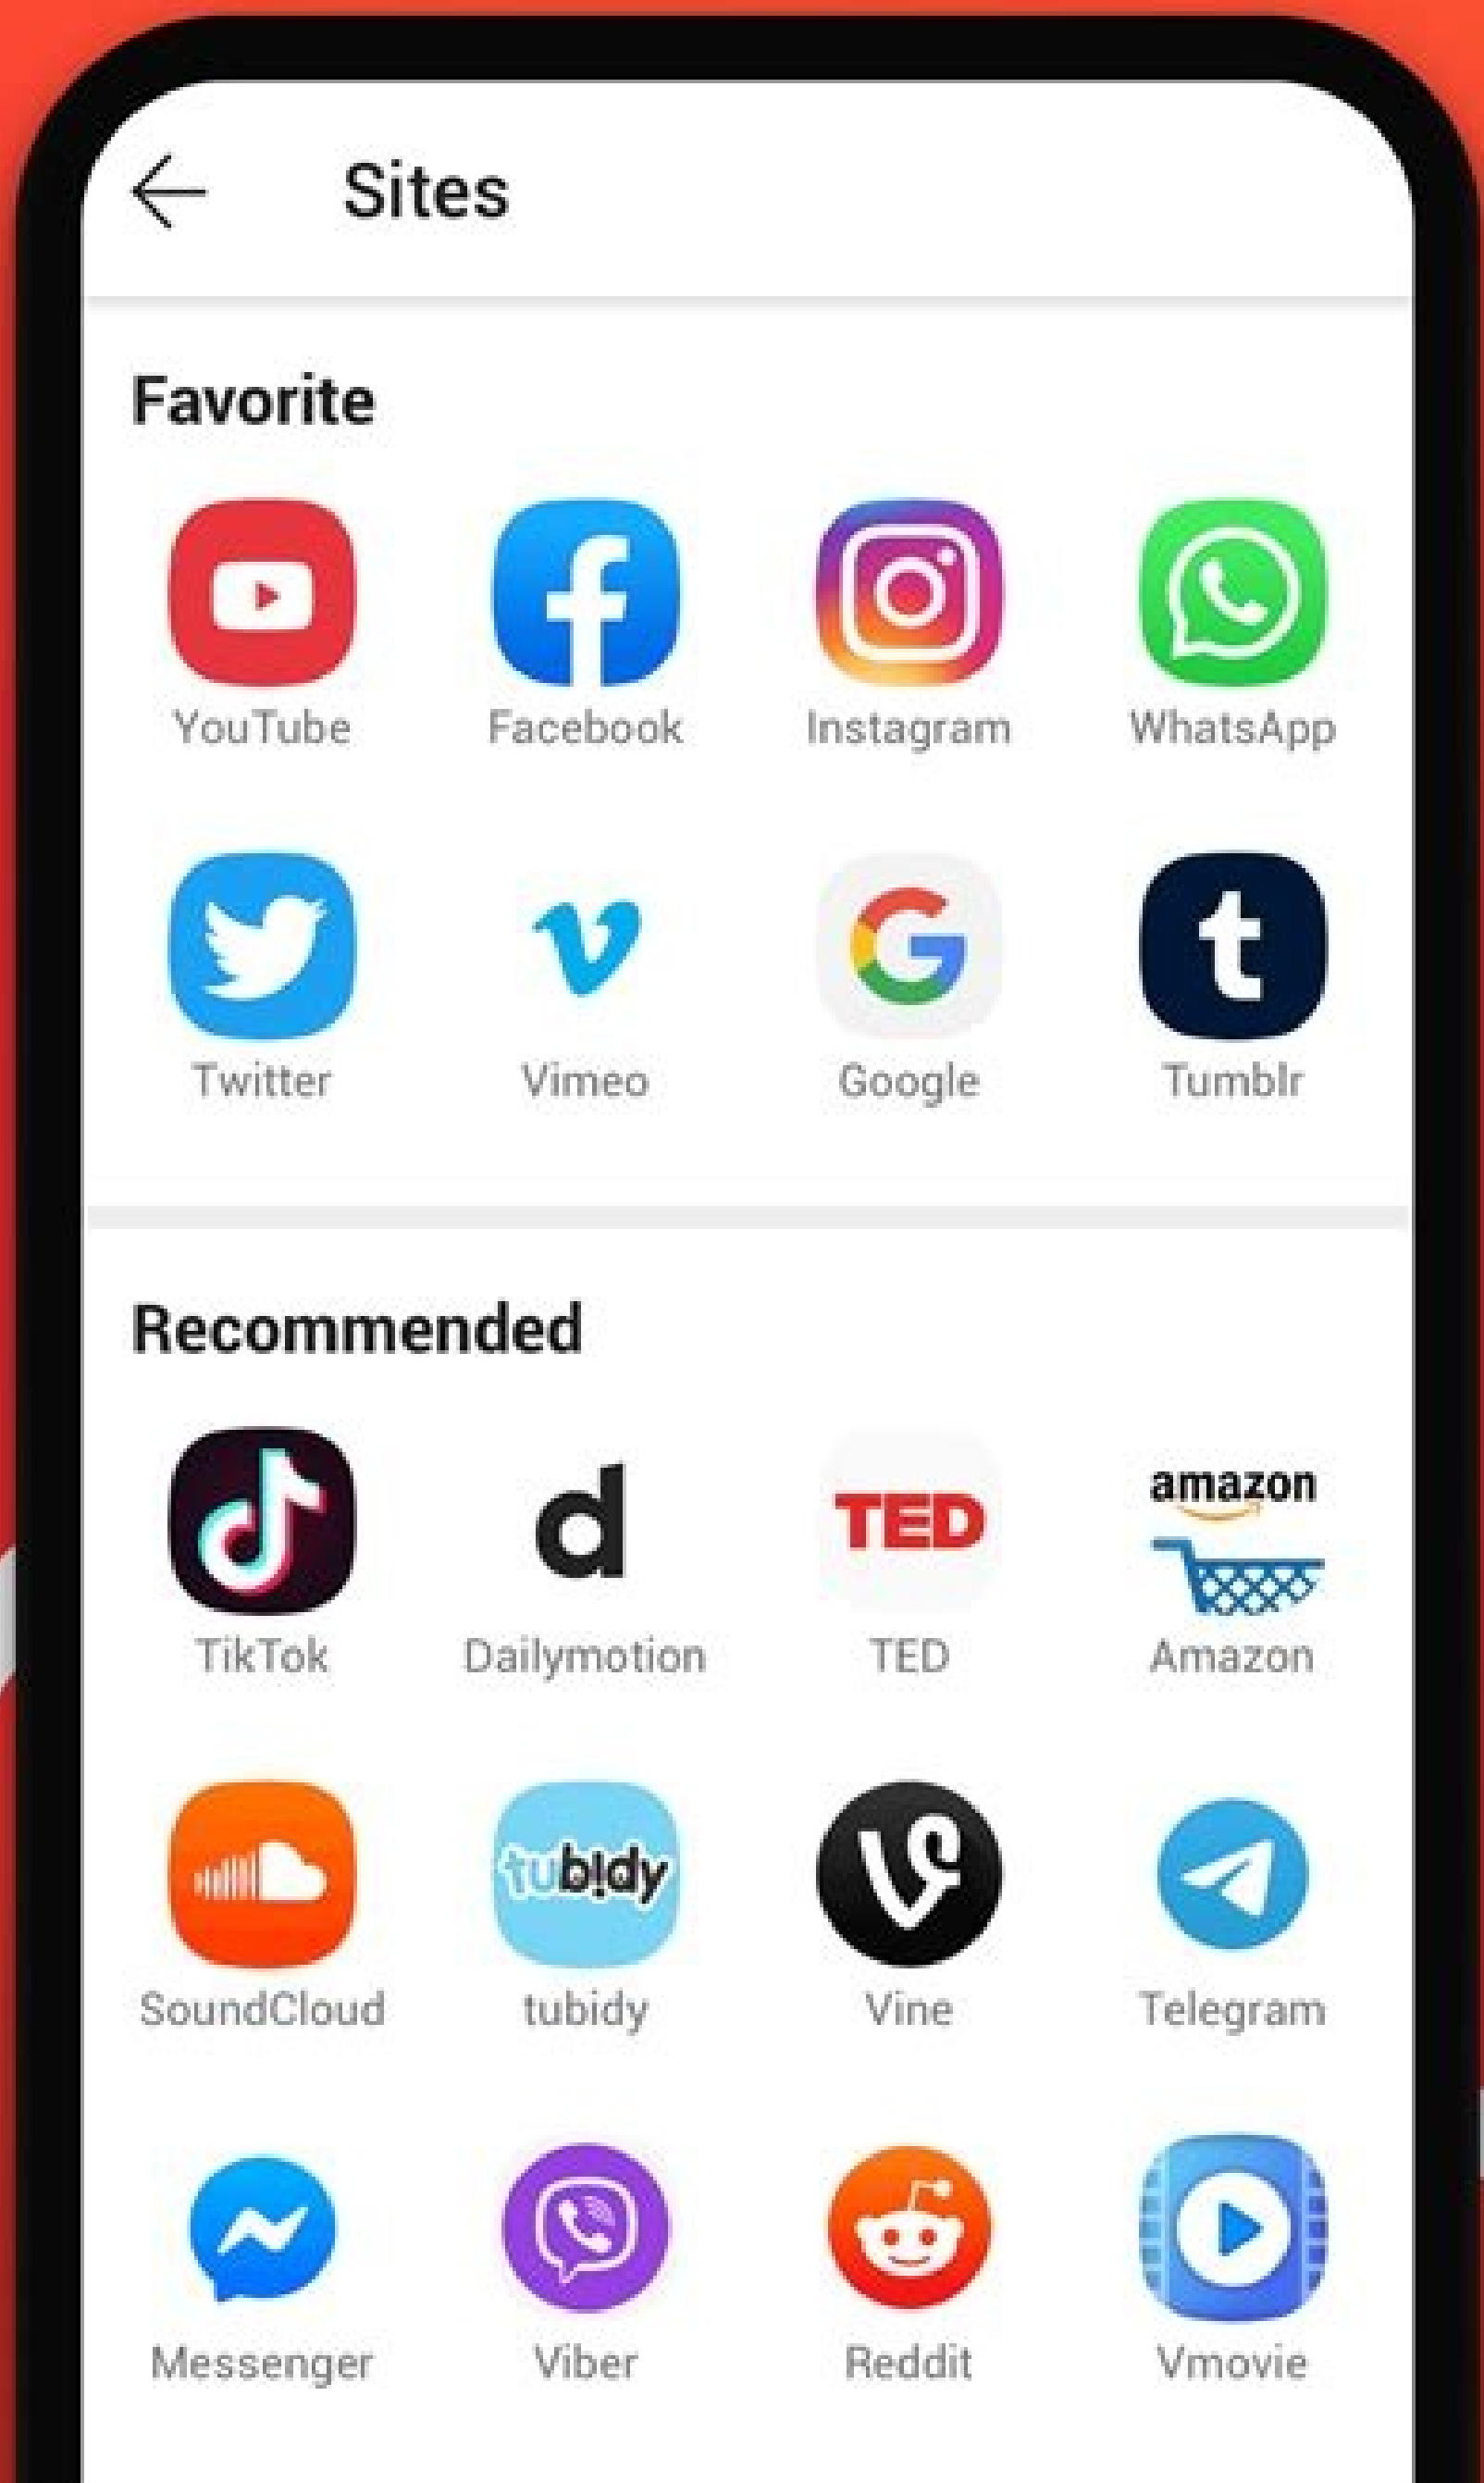 Sites
Favorite
YouTube Facebook Instagram WhatsApp
t
Twitter Vimeo Google Tumblr
Recommended
d TED amazon
TikTok Dailymotion TED Amazon
tubidy
SoundCloud tubidy Vine Telegram
Messenger Viber Reddit Vmovie